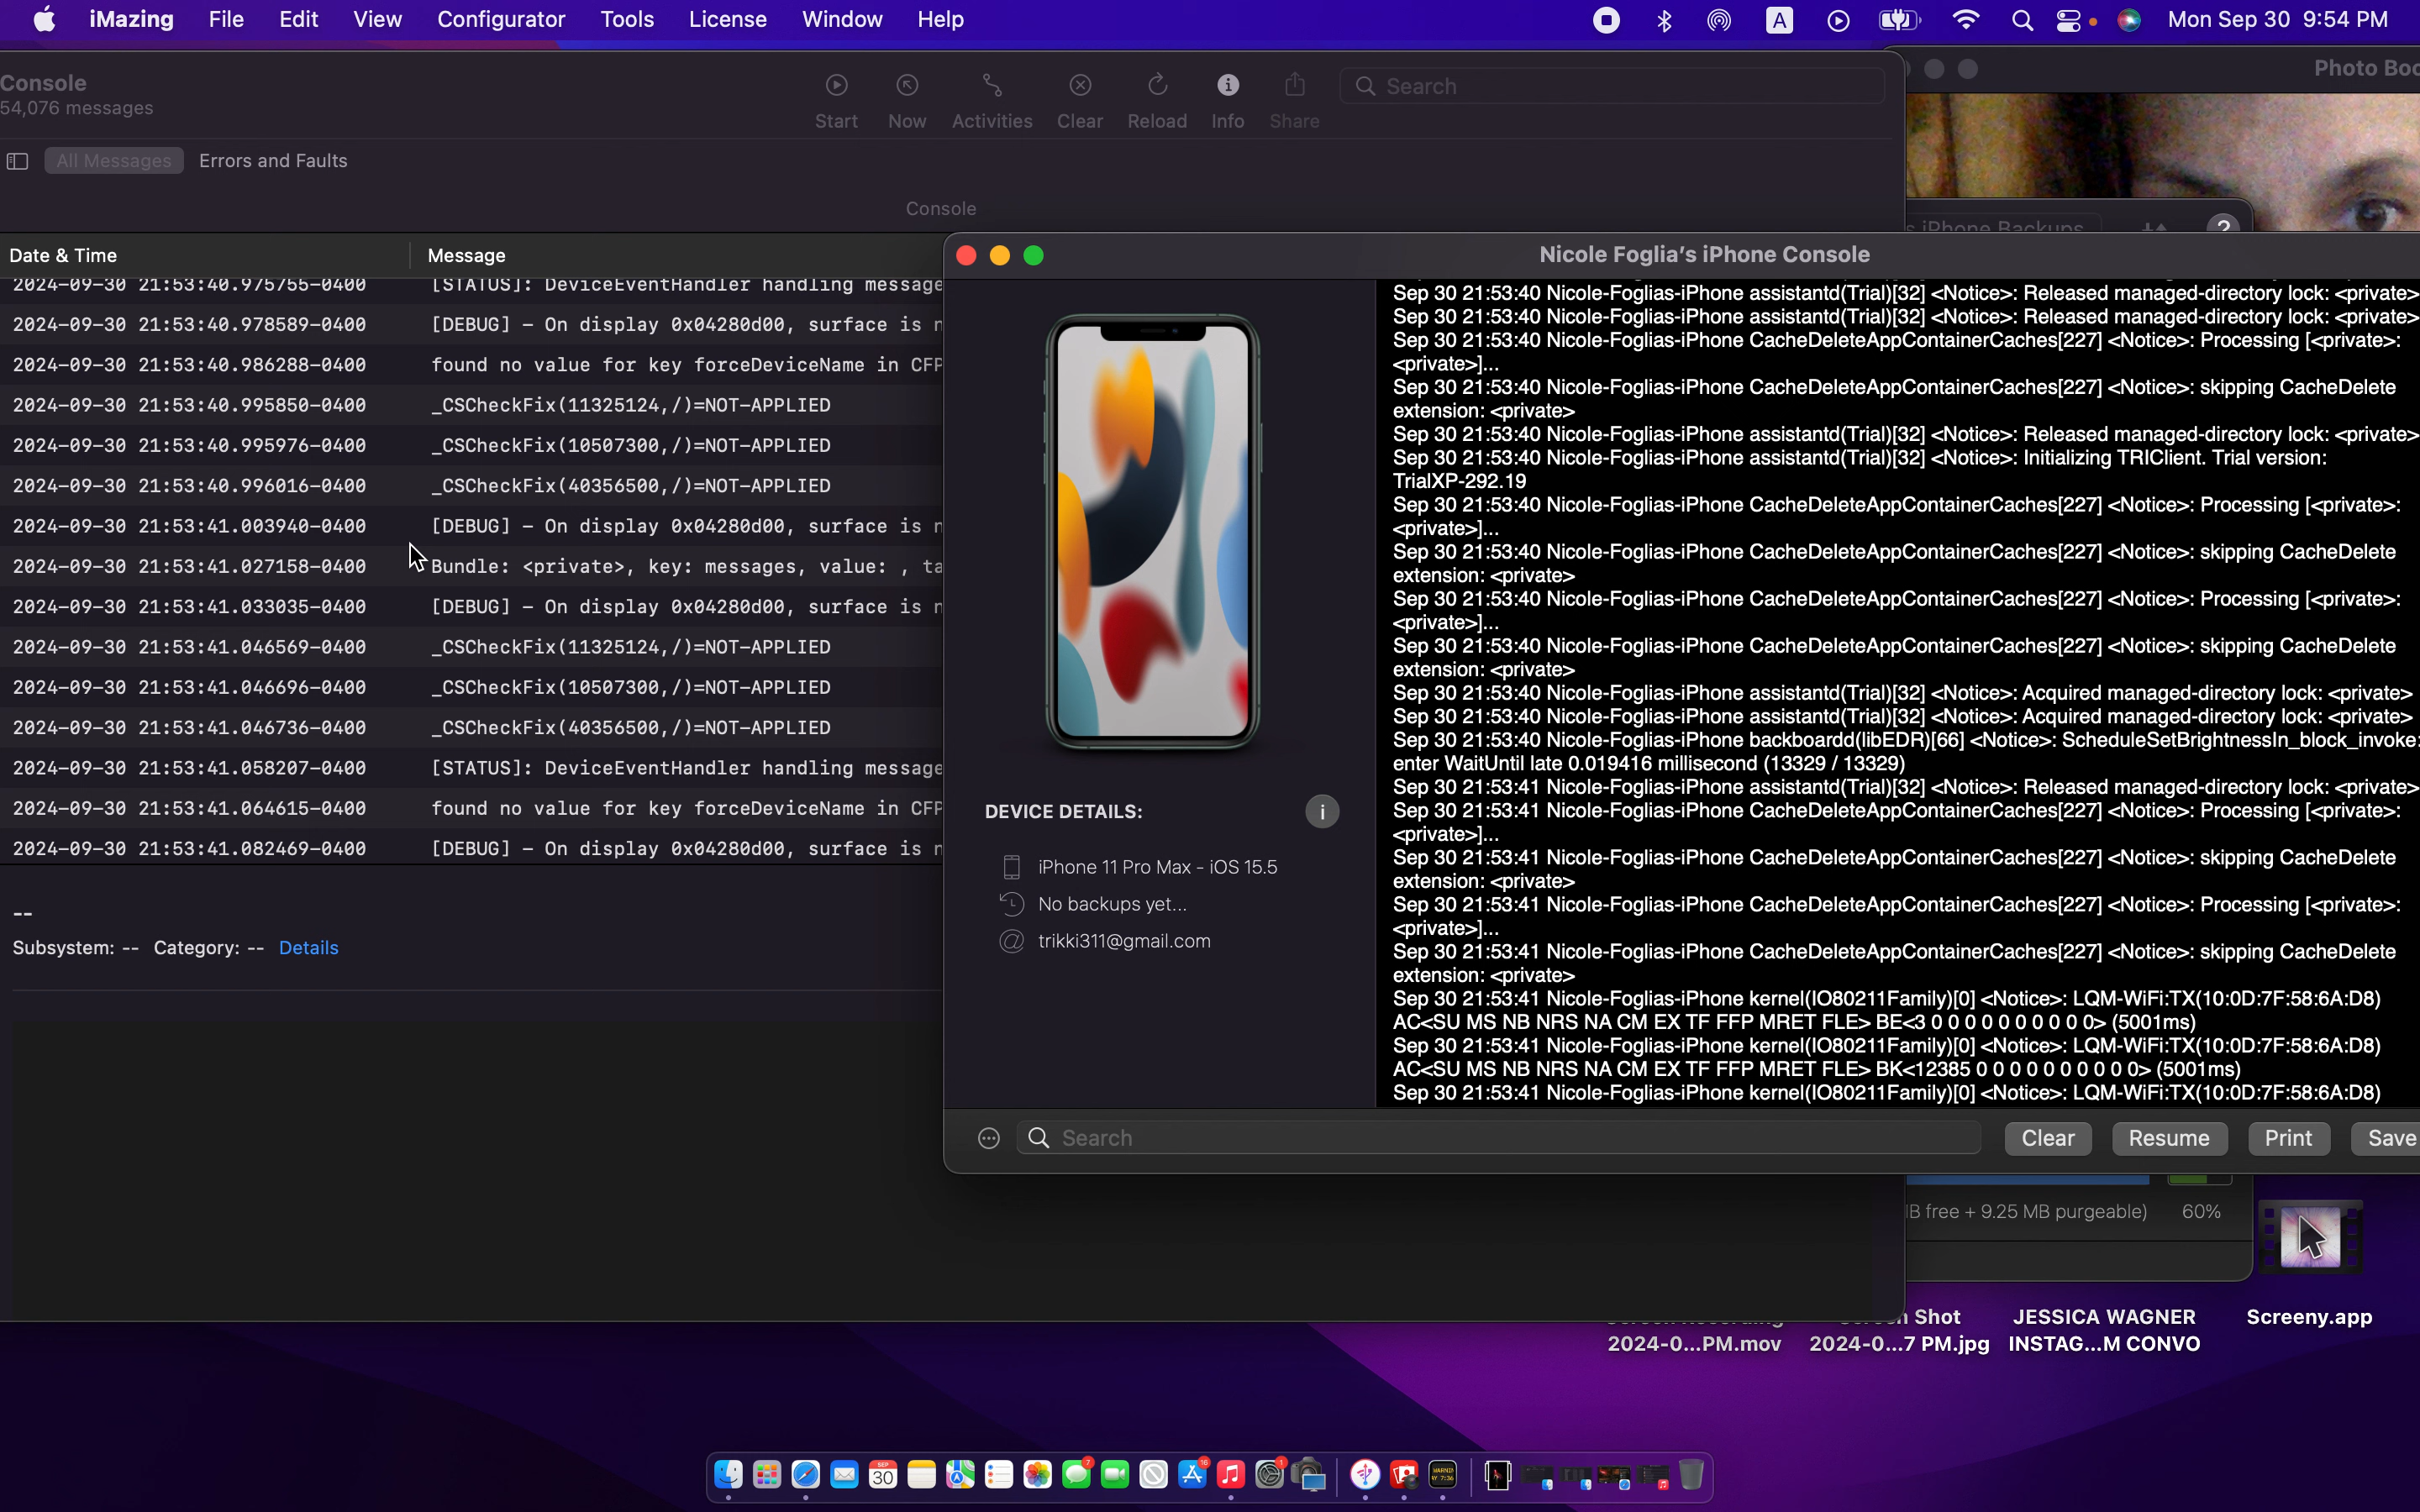 iMazing File Edit View Configurator Tools License Window Help
A
Mon Sep 30 9:54 PM
Console
54,076 messages
Start Now Activities Clear Reload Info Share
Search
Photo Boo
All Messages Errors and Faults
Console
s iPhone Backups
?
Date & Time Message
2024-09-30 21:53:40.975755-0400 [STATUS]: DeviceEventHandler handling message
2024-09-30 21:53:40.978589-0400 [DEBUG] - On display 0x04280d00, surface is n
2024-09-30 21:53:40.986288-0400 found no value for key forceDeviceName in CFP
2024-09-30 21:53:40.995850-0400 _CSCheckFix(11325124,/)=NOT-APPLIED
2024-09-30 21:53:40.995976-0400 _CSCheckFix(10507300,/)=NOT-APPLIED
2024-09-30 21:53:40.996016-0400 _CSCheckFix(40356500,/)=NOT-APPLIED
2024-09-30 21:53:41.003940-0400 [DEBUG] - On display 0x04280d00, surface is n
2024-09-30 21:53:41.027158-0400 Bundle: <private>, key: messages, value: , ta
2024-09-30 21:53:41.033035-0400 [DEBUG] - On display 0x04280d00, surface is n
2024-09-30 21:53:41.046569-0400 _CSCheckFix(11325124,/)=NOT-APPLIED
2024-09-30 21:53:41.046696-0400 _CSCheckFix(10507300,/)=NOT-APPLIED
2024-09-30 21:53:41.046736-0400 _CSCheckFix(40356500,/)=NOT-APPLIED
2024-09-30 21:53:41.058207-0400 [STATUS]: DeviceEventHandler handling message
2024-09-30 21:53:41.064615-0400 found no value for key forceDeviceName in CFP
2024-09-30 21:53:41.082469-0400 [DEBUG] - On display 0x04280d00, surface is n
--
Subsystem: -- Category: -- Details
Nicole Foglia's iPhone Console
DEVICE DETAILS:
iPhone 11 Pro Max - iOS 15.5
No backups yet...
trikki311@gmail.com
Sep 30 21:53:40 Nicole-Foglias-iPhone assistantd(Trial)[32] <Notice>: Released managed-directory lock: <private>
Sep 30 21:53:40 Nicole-Foglias-iPhone assistantd(Trial)[32] <Notice>: Released managed-directory lock: <private>
Sep 30 21:53:40 Nicole-Foglias-iPhone CacheDeleteAppContainerCaches[227] <Notice>: Processing [<private>:
<private>]...
Sep 30 21:53:40 Nicole-Foglias-iPhone CacheDeleteAppContainerCaches[227] <Notice>: skipping CacheDelete
extension: <private>
Sep 30 21:53:40 Nicole-Foglias-iPhone assistantd(Trial)[32] <Notice>: Released managed-directory lock: <private>
Sep 30 21:53:40 Nicole-Foglias-iPhone assistantd(Trial)[32] <Notice>: Initializing TRIClient. Trial version:
TrialXP-292.19
Sep 30 21:53:40 Nicole-Foglias-iPhone CacheDeleteAppContainerCaches[227] <Notice>: Processing [<private>:
<private>]...
Sep 30 21:53:40 Nicole-Foglias-iPhone CacheDeleteAppContainerCaches[227] <Notice>: skipping CacheDelete
extension: <private>
Sep 30 21:53:40 Nicole-Foglias-iPhone CacheDeleteAppContainerCaches[227] <Notice>: Processing [<private>:
<private>]...
Sep 30 21:53:40 Nicole-Foglias-iPhone CacheDeleteAppContainerCaches[227] <Notice>: skipping CacheDelete
extension: <private>
Sep 30 21:53:40 Nicole-Foglias-iPhone assistantd(Trial)[32] <Notice>: Acquired managed-directory lock: <private>
Sep 30 21:53:40 Nicole-Foglias-iPhone assistantd(Trial)[32] <Notice>: Acquired managed-directory lock: <private>
Sep 30 21:53:40 Nicole-Foglias-iPhone backboardd(libEDR)[66] <Notice>: ScheduleSetBrightnessIn_block_invoke:
enter WaitUntil late 0.019416 millisecond (13329 / 13329)
Sep 30 21:53:41 Nicole-Foglias-iPhone assistantd(Trial)[32] <Notice>: Released managed-directory lock: <private>
Sep 30 21:53:41 Nicole-Foglias-iPhone CacheDeleteAppContainerCaches[227] <Notice>: Processing [<private>:
<private>]...
Sep 30 21:53:41 Nicole-Foglias-iPhone CacheDeleteAppContainerCaches[227] <Notice>: skipping CacheDelete
extension: <private>
Sep 30 21:53:41 Nicole-Foglias-iPhone CacheDeleteAppContainerCaches[227] <Notice>: Processing [<private>:
<private>]...
Sep 30 21:53:41 Nicole-Foglias-iPhone CacheDeleteAppContainerCaches[227] <Notice>: skipping CacheDelete
extension: <private>
Sep 30 21:53:41 Nicole-Foglias-iPhone kernel(IO80211Family)[0] <Notice>: LQM-WiFi:TX(10:0D:7F:58:6A:D8)
AC<SU MS NB NRS NA CM EX TF FFP MRET FLE> BE<3 0 0 0 0 0 0 0 0 0 0> (5001ms)
Sep 30 21:53:41 Nicole-Foglias-iPhone kernel(IO80211Family)[0] <Notice>: LQM-WiFi:TX(10:0D:7F:58:6A:D8)
AC<SU MS NB NRS NA CM EX TF FFP MRET FLE> BK<12385 0 0 0 0 0 0 0 0 0 0> (5001ms)
Sep 30 21:53:41 Nicole-Foglias-iPhone kernel(IO80211Family)[0] <Notice>: LQM-WiFi:TX(10:0D:7F:58:6A:D8)
Search
Clear Resume Print Save
B free + 9.25 MB purgeable) 60%
2024-0...PM.mov
Shot
2024-0...7 PM.jpg
JESSICA WAGNER
INSTAG...M CONVO
Screeny.app
SEP
30
7
16
1